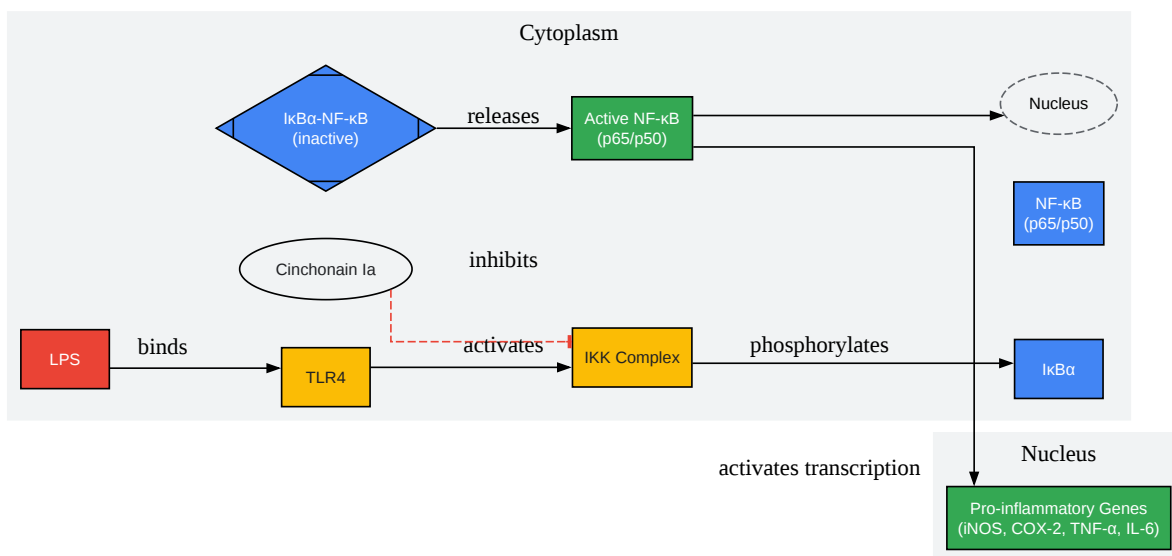 Cytoplasm
IκBα-NF-κB
(inactive)
releases
Active NF-κB
(p65/p50)
Nucleus
NF-κB
(p65/p50)
Cinchonain Ia
inhibits
LPS
binds
TLR4
activates
IKK Complex
phosphorylates
IκBα
activates transcription
Nucleus
Pro-inflammatory Genes
(iNOS, COX-2, TNF-α, IL-6)